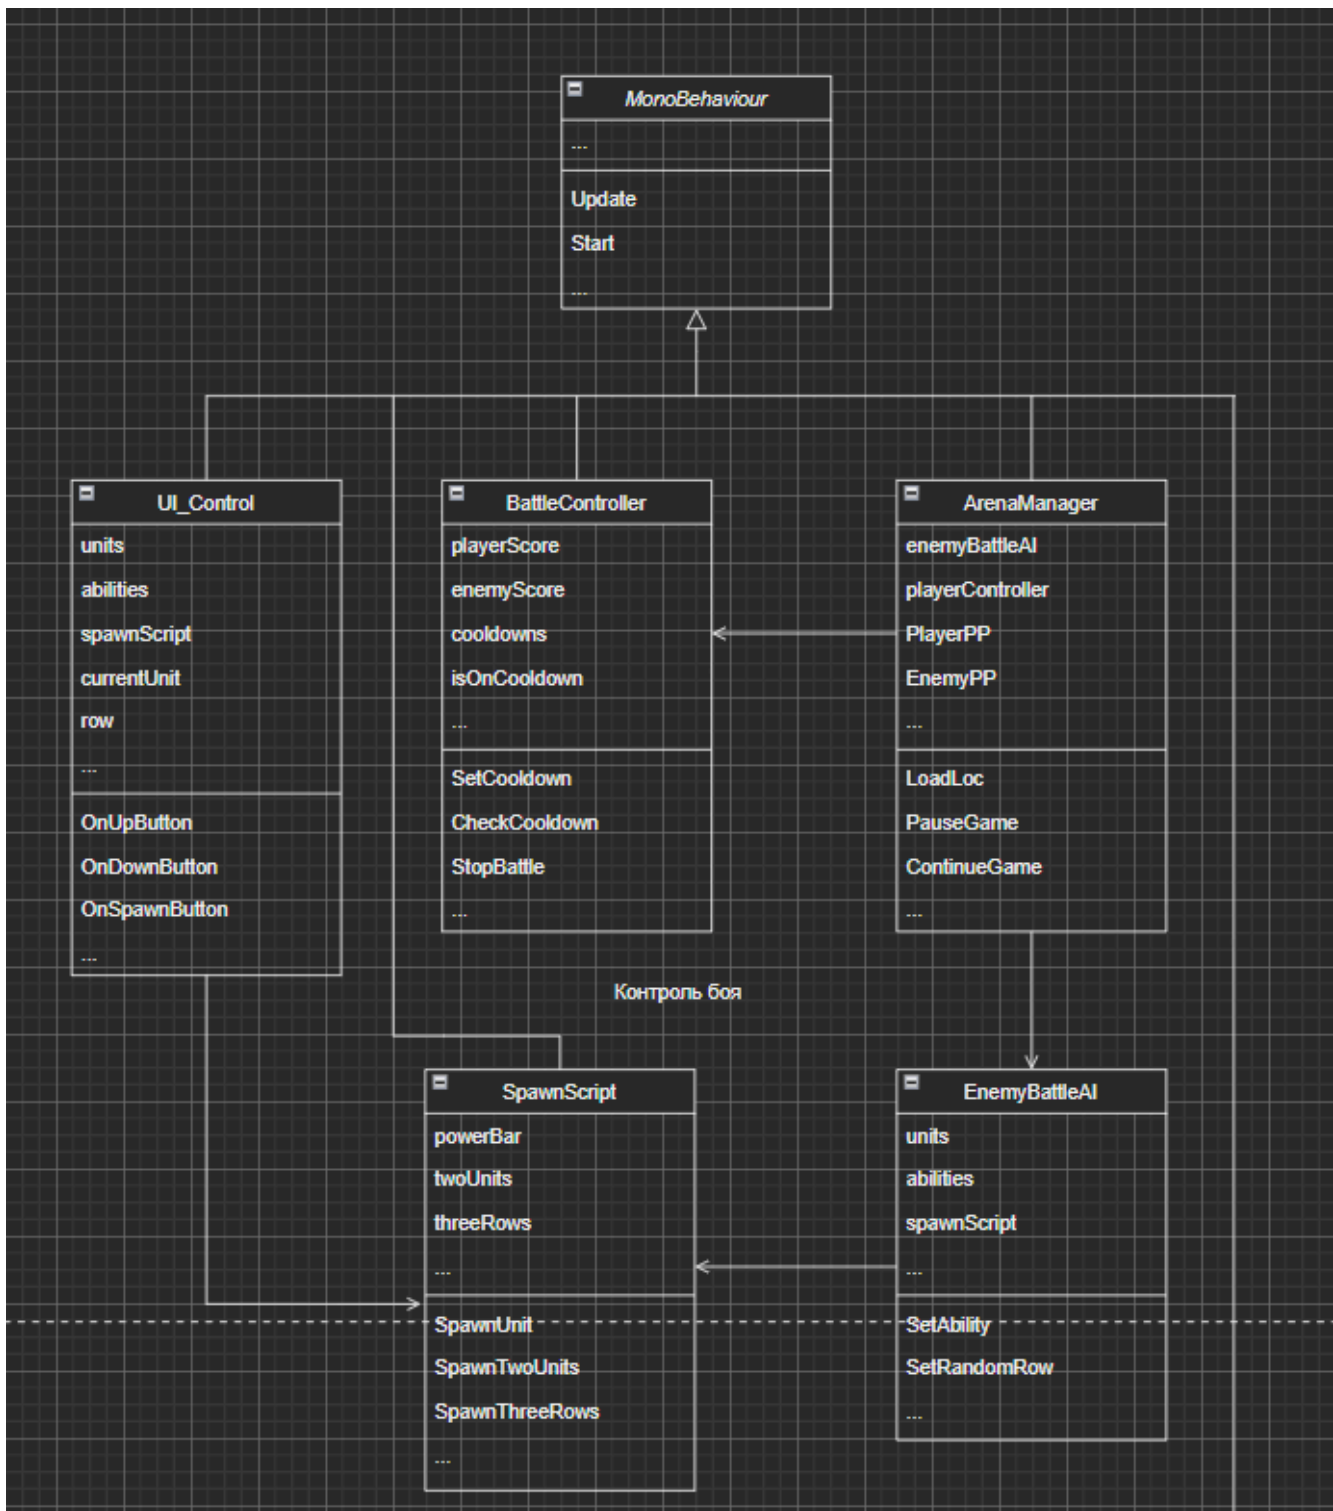 MonoBehaviour
...
Update
Start
...
UI_Control
units
abilities
spawnScript
currentUnit
row
...
OnUpButton
OnDownButton
OnSpawnButton
...
BattleController
playerScore
enemyScore
cooldowns
isOnCooldown
...
SetCooldown
CheckCooldown
StopBattle
...
ArenaManager
enemyBattleAI
playerController
PlayerPP
EnemyPP
...
LoadLoc
PauseGame
ContinueGame
...
Контроль боя
SpawnScript
powerBar
twoUnits
threeRows
...
SpawnUnit
SpawnTwoUnits
SpawnThreeRows
...
EnemyBattleAI
units
abilities
spawnScript
...
SetAbility
SetRandomRow
...